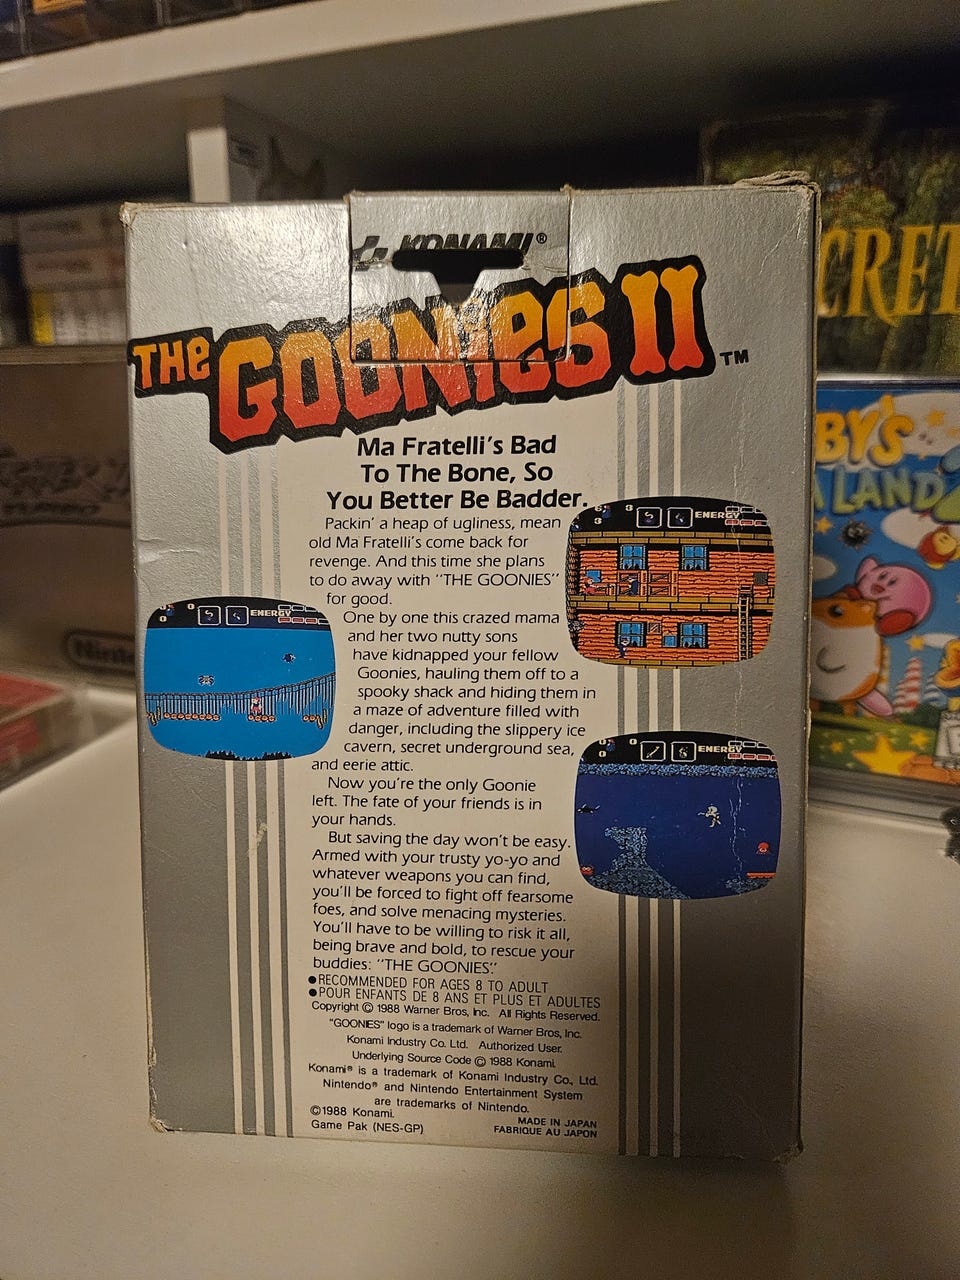 KONAMI®
THE GOONIES II ™
Ma Fratelli's Bad
To The Bone, So
You Better Be Badder.
Packin' a heap of ugliness, mean
old Ma Fratelli's come back for
revenge. And this time she plans
to do away with "THE GOONIES"
for good.
One by one this crazed mama
and her two nutty sons
have kidnapped your fellow
Goonies, hauling them off to a
spooky shack and hiding them in
a maze of adventure filled with
danger, including the slippery ice
cavern, secret underground sea,
and eerie attic.
Now you're the only Goonie
left. The fate of your friends is in
your hands.
But saving the day won't be easy.
Armed with your trusty yo-yo and
whatever weapons you can find,
you'll be forced to fight off fearsome
foes, and solve menacing mysteries.
You'll have to be willing to risk it all,
being brave and bold, to rescue your
buddies: "THE GOONIES".
●RECOMMENDED FOR AGES 8 TO ADULT
●POUR ENFANTS DE 8 ANS ET PLUS ET ADULTES
Copyright © 1988 Warner Bros, Inc. All Rights Reserved.
"GOONIES" logo is a trademark of Warner Bros, Inc.
Konami Industry Co. Ltd. Authorized User.
Underlying Source Code © 1988 Konami.
Konami® is a trademark of Konami Industry Co., Ltd.
Nintendo® and Nintendo Entertainment System
are trademarks of Nintendo.
©1988 Konami.
Game Pak (NES-GP)
MADE IN JAPAN
FABRIQUE AU JAPON
ENERGY
ENERGY
ENERGY
CRET
BY'S
LAND 2
Ninte